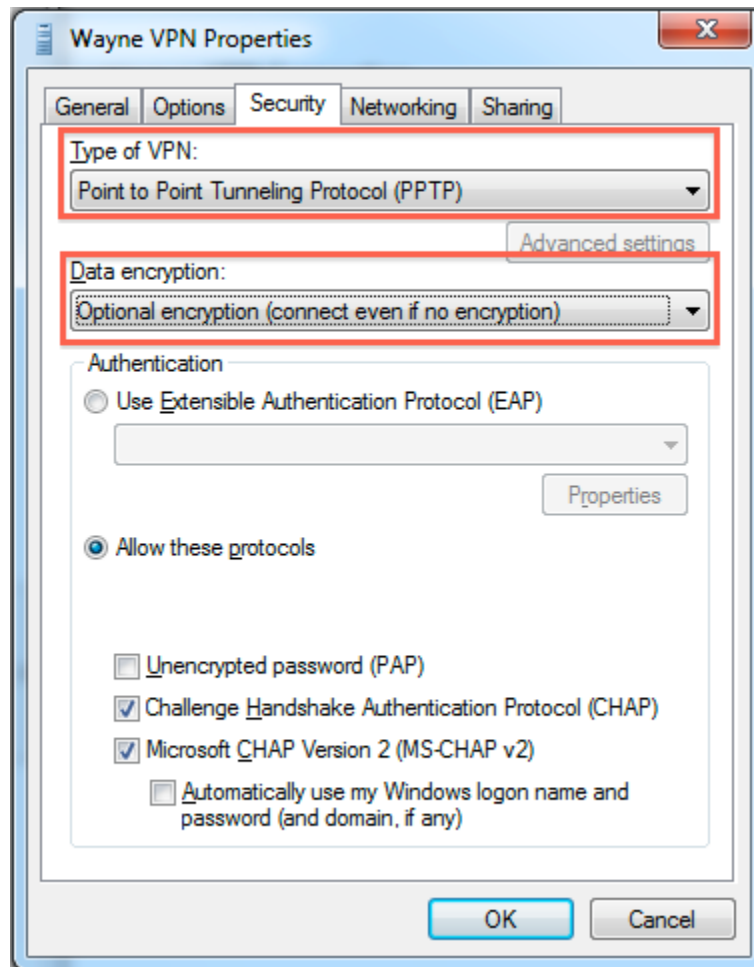 Wayne VPN Properties
General Options Security Networking Sharing
Type of VPN:
Point to Point Tunneling Protocol (PPTP)
Advanced settings
Data encryption:
Optional encryption (connect even if no encryption)
Authentication
Use Extensible Authentication Protocol (EAP)
Properties
Allow these protocols
Unencrypted password (PAP)
Challenge Handshake Authentication Protocol (CHAP)
Microsoft CHAP Version 2 (MS-CHAP v2)
Automatically use my Windows logon name and
password (and domain, if any)
OK Cancel